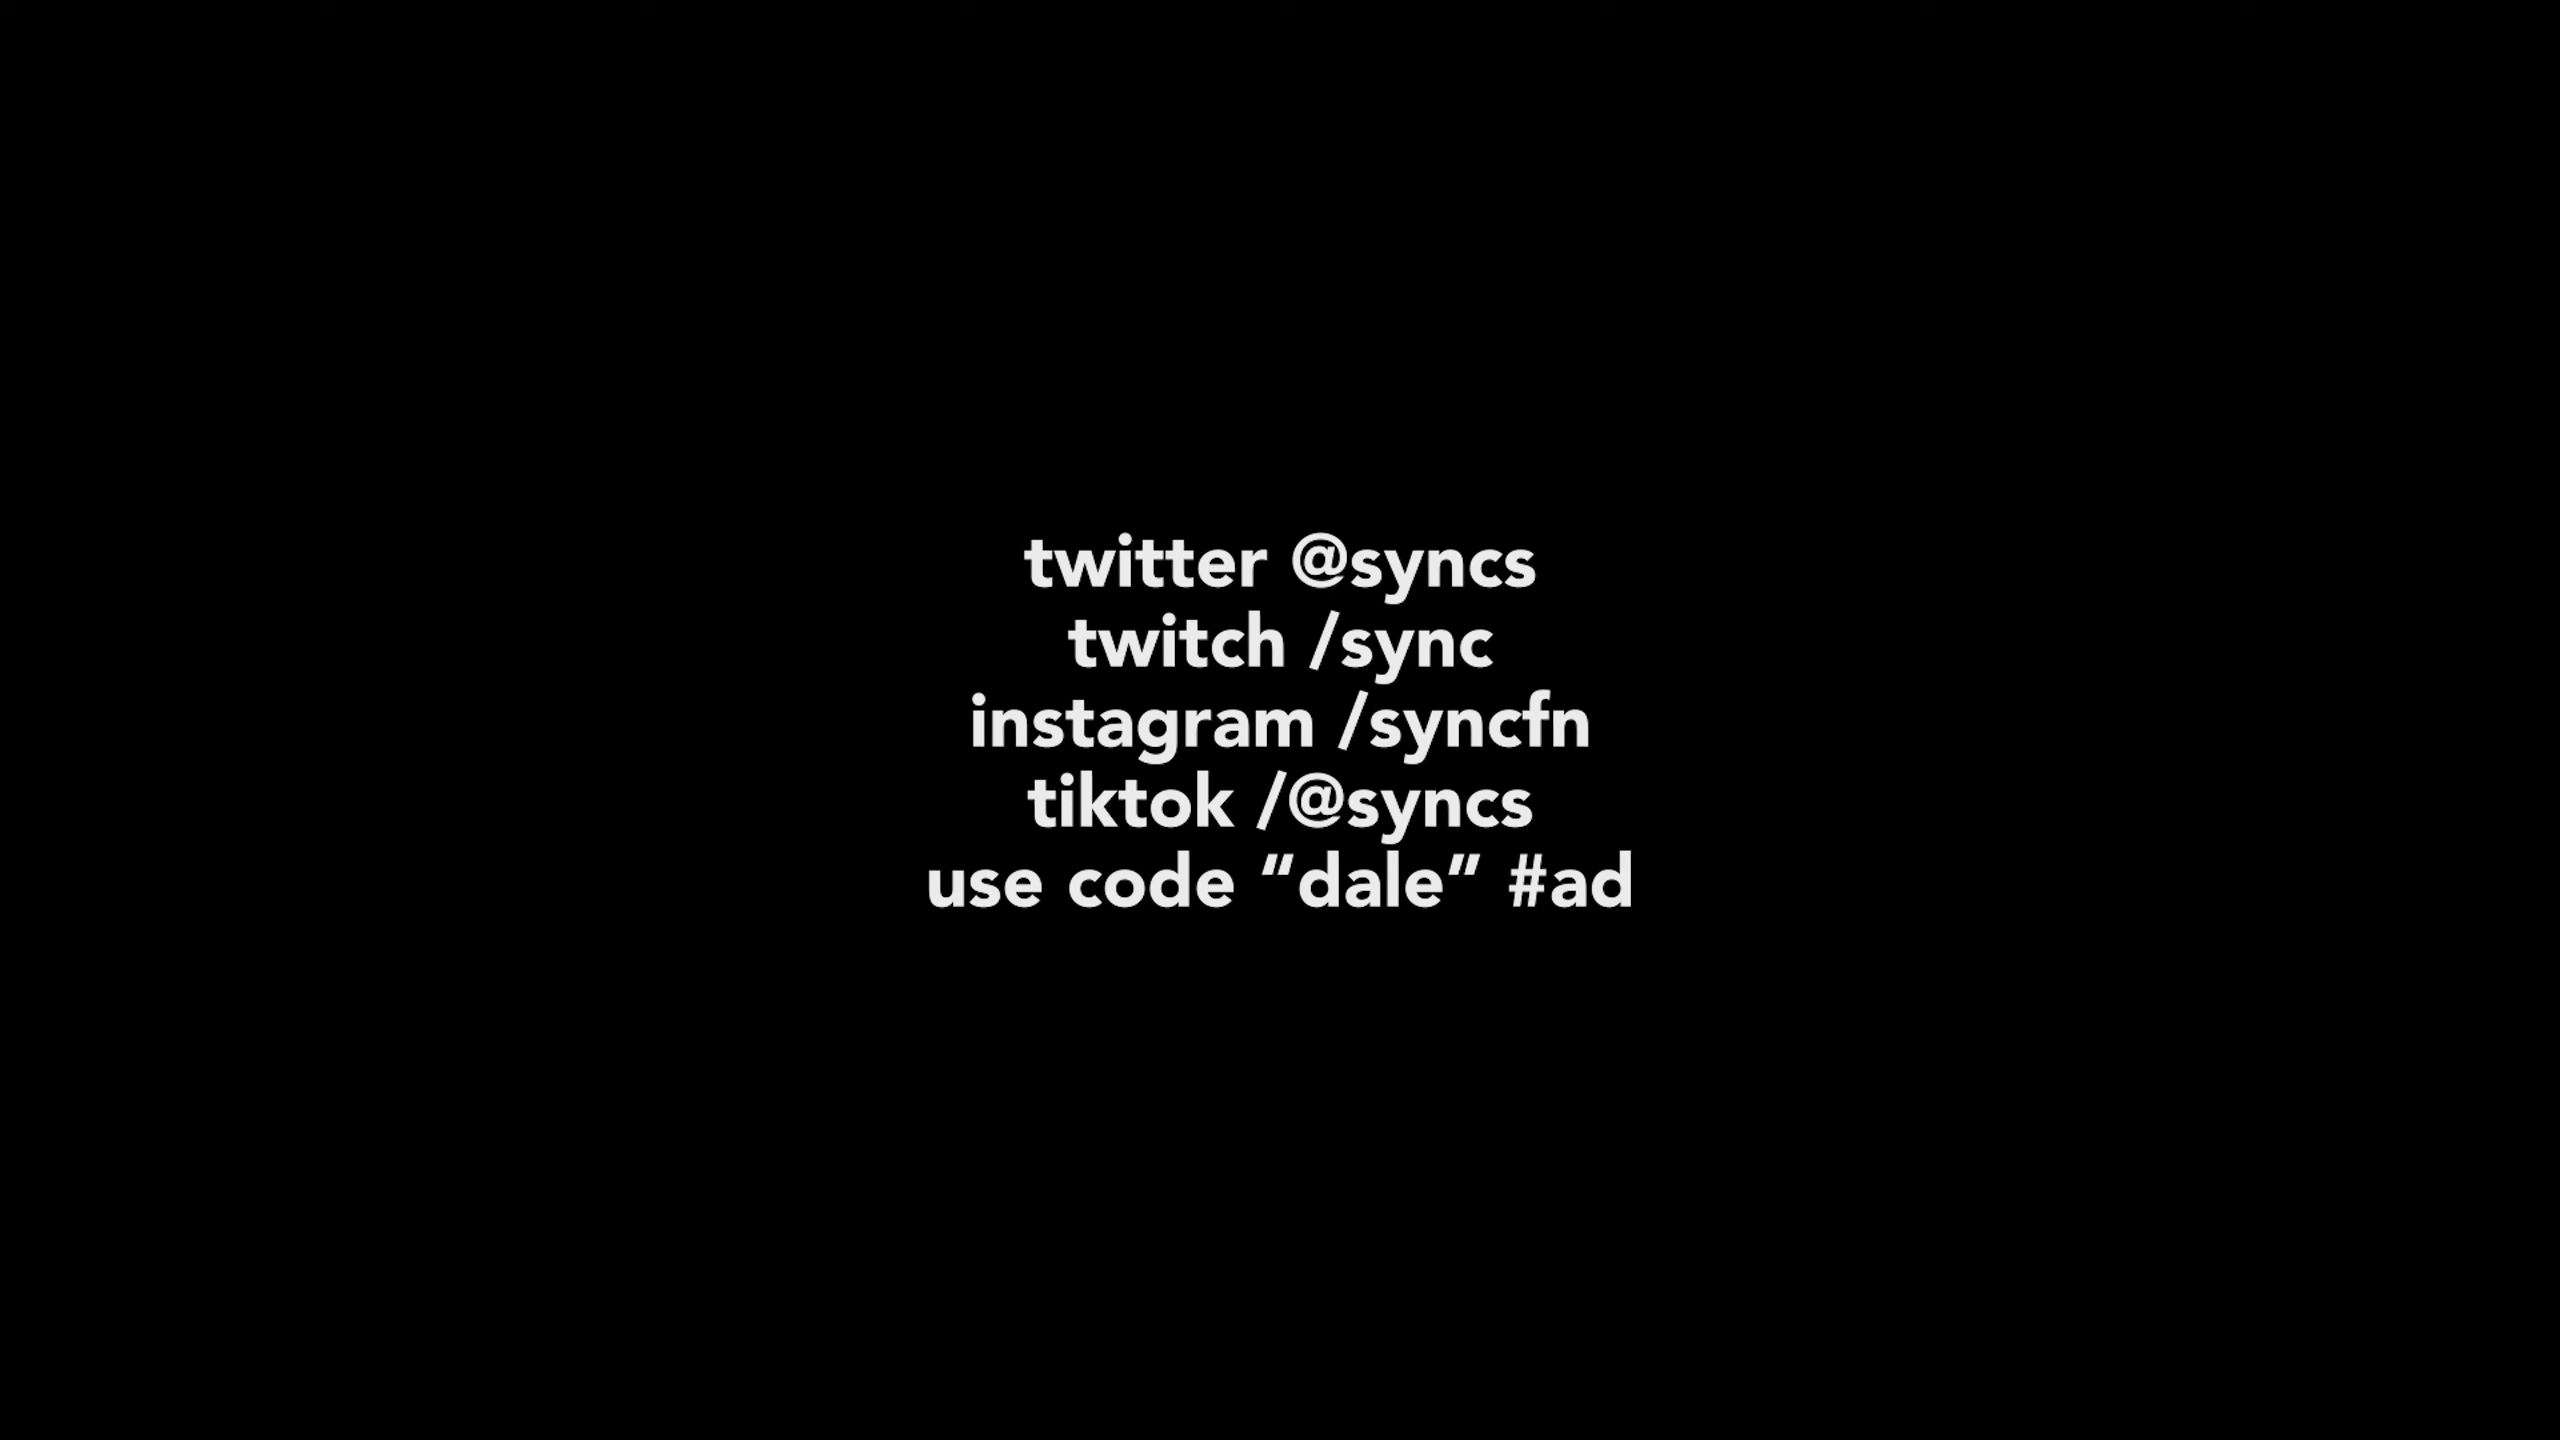 twitter @syncs
twitch /sync
instagram /syncfn
tiktok /@syncs
use code “dale” #ad